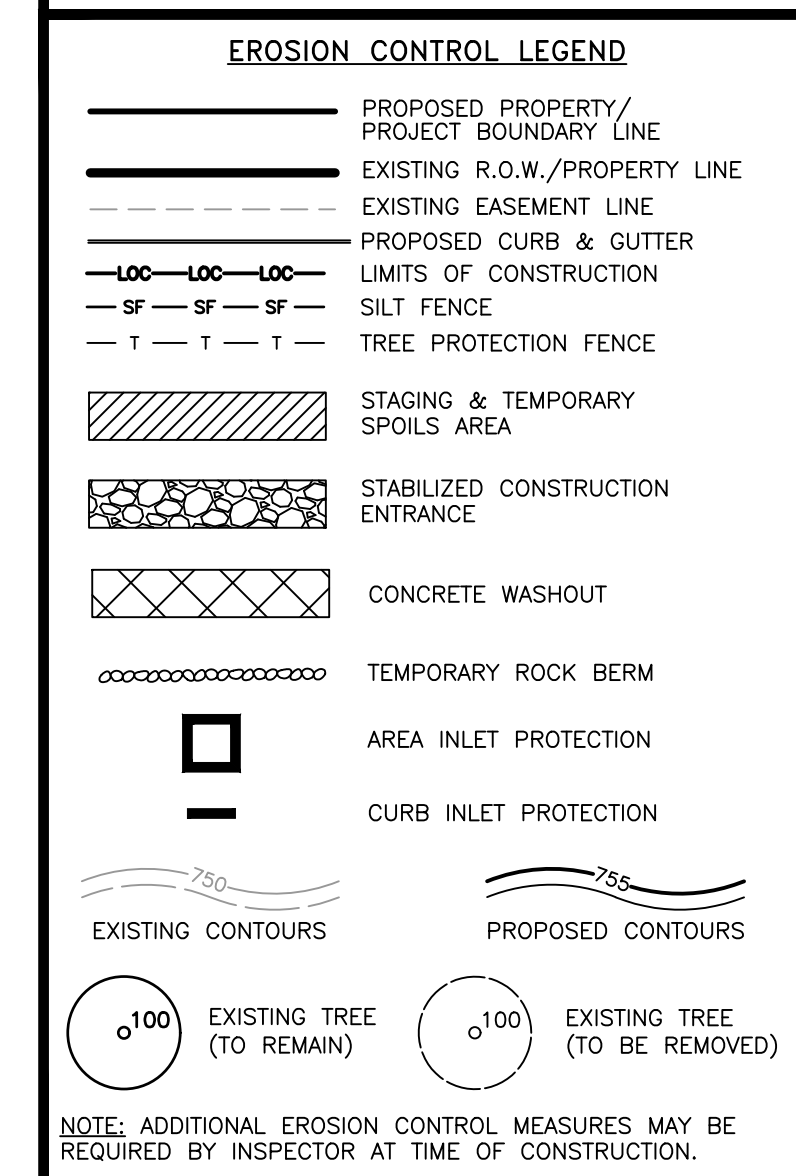 EROSION CONTROL LEGEND
PROPOSED PROPERTY/
PROJECT BOUNDARY LINE
EXISTING R.O.W./PROPERTY LINE
EXISTING EASEMENT LINE
PROPOSED CURB & GUTTER
LOC LOC LOC LIMITS OF CONSTRUCTION
SF SF SF SILT FENCE
T T T TREE PROTECTION FENCE
STAGING & TEMPORARY
SPOILS AREA
STABILIZED CONSTRUCTION
ENTRANCE
CONCRETE WASHOUT
TEMPORARY ROCK BERM
AREA INLET PROTECTION
CURB INLET PROTECTION
750
EXISTING CONTOURS
755
PROPOSED CONTOURS
100
EXISTING TREE
(TO REMAIN)
100
EXISTING TREE
(TO BE REMOVED)
NOTE: ADDITIONAL EROSION CONTROL MEASURES MAY BE
REQUIRED BY INSPECTOR AT TIME OF CONSTRUCTION.